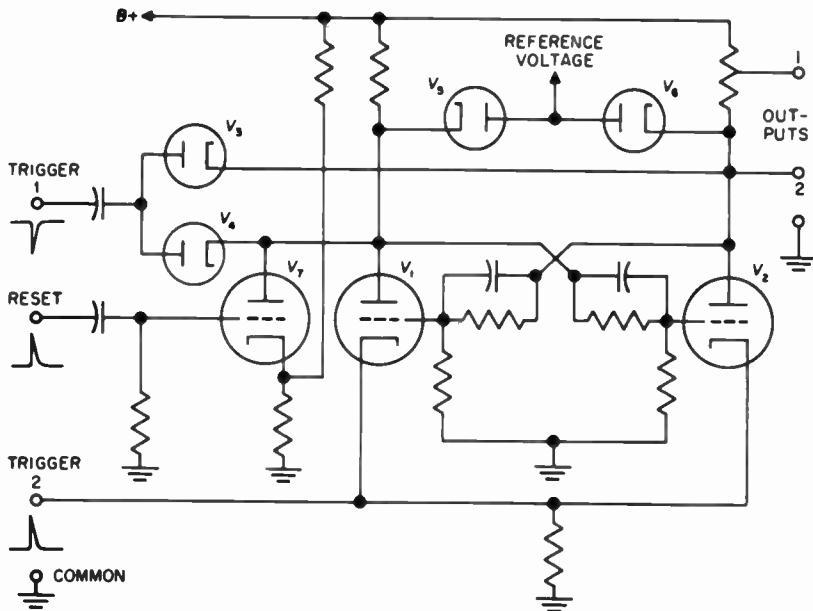 B+
REFERENCE
VOLTAGE
1
V5
V6
OUT-
PUTS
V3
TRIGGER
1
2
V4
V7
V1
V2
RESET
TRIGGER
2
COMMON